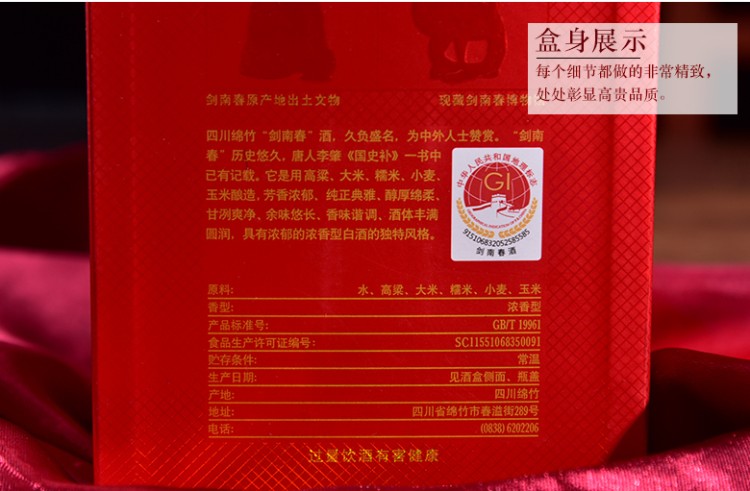 盒身展示
每个细节都做的非常精致，
处处彰显高贵品质。
剑南春原产地出土文物
现藏剑南春博物馆
四川绵竹“剑南春”酒，久负盛名，为中外人士赞赏。“剑南
春”历史悠久，唐人李肇《国史补》一书中
已有记载。它是用高粱、大米、糯米、小麦、
玉米酿造，芳香浓郁、纯正典雅、醇厚绵柔、
甘冽爽净、余味悠长、香味谐调、酒体丰满
圆润，具有浓郁的浓香型白酒的独特风格。
中华人民共和国地理标志
GI
915106832052585585
剑南春酒
原料: 水、高粱、大米、糯米、小麦、玉米
香型: 浓香型
产品标准号: GB/T 19961
食品生产许可证编号: SC11551068350091
贮存条件: 常温
生产日期: 见酒盒侧面、瓶盖
产地: 四川绵竹
地址: 四川省绵竹市春溢街289号
电话: (0838) 6202206
过量饮酒有害健康